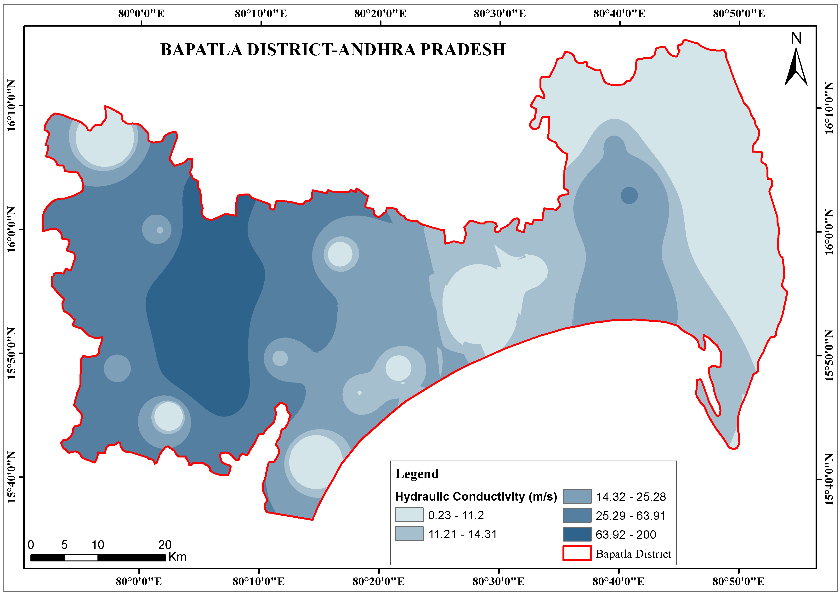 80°0'0"E 80°10'0"E 80°20'0"E 80°30'0"E 80°40'0"E 80°50'0"E
BAPATLA DISTRICT-ANDHRA PRADESH
N
16°10'0"N 16°10'0"N
16°0'0"N 16°0'0"N
15°50'0"N 15°50'0"N
15°40'0"N 15°40'0"N
Legend
Hydraulic Conductivity (m/s)
0.23 - 11.2
11.21 - 14.31
14.32 - 25.28
25.29 - 63.91
63.92 - 200
Bapatla District
0 5 10 20
Km
80°0'0"E 80°10'0"E 80°20'0"E 80°30'0"E 80°40'0"E 80°50'0"E